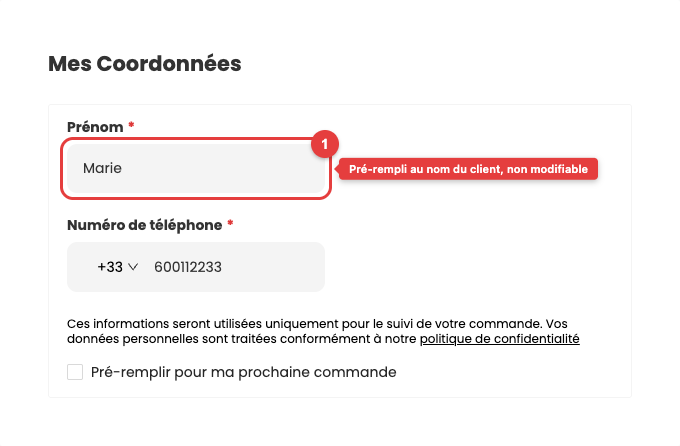 Mes Coordonnées
Prénom *
1
Marie
Pré-rempli au nom du client, non modifiable
Numéro de téléphone *
+33 600112233
Ces informations seront utilisées uniquement pour le suivi de votre commande. Vos
données personnelles sont traitées conformément à notre politique de confidentialité
Pré-remplir pour ma prochaine commande